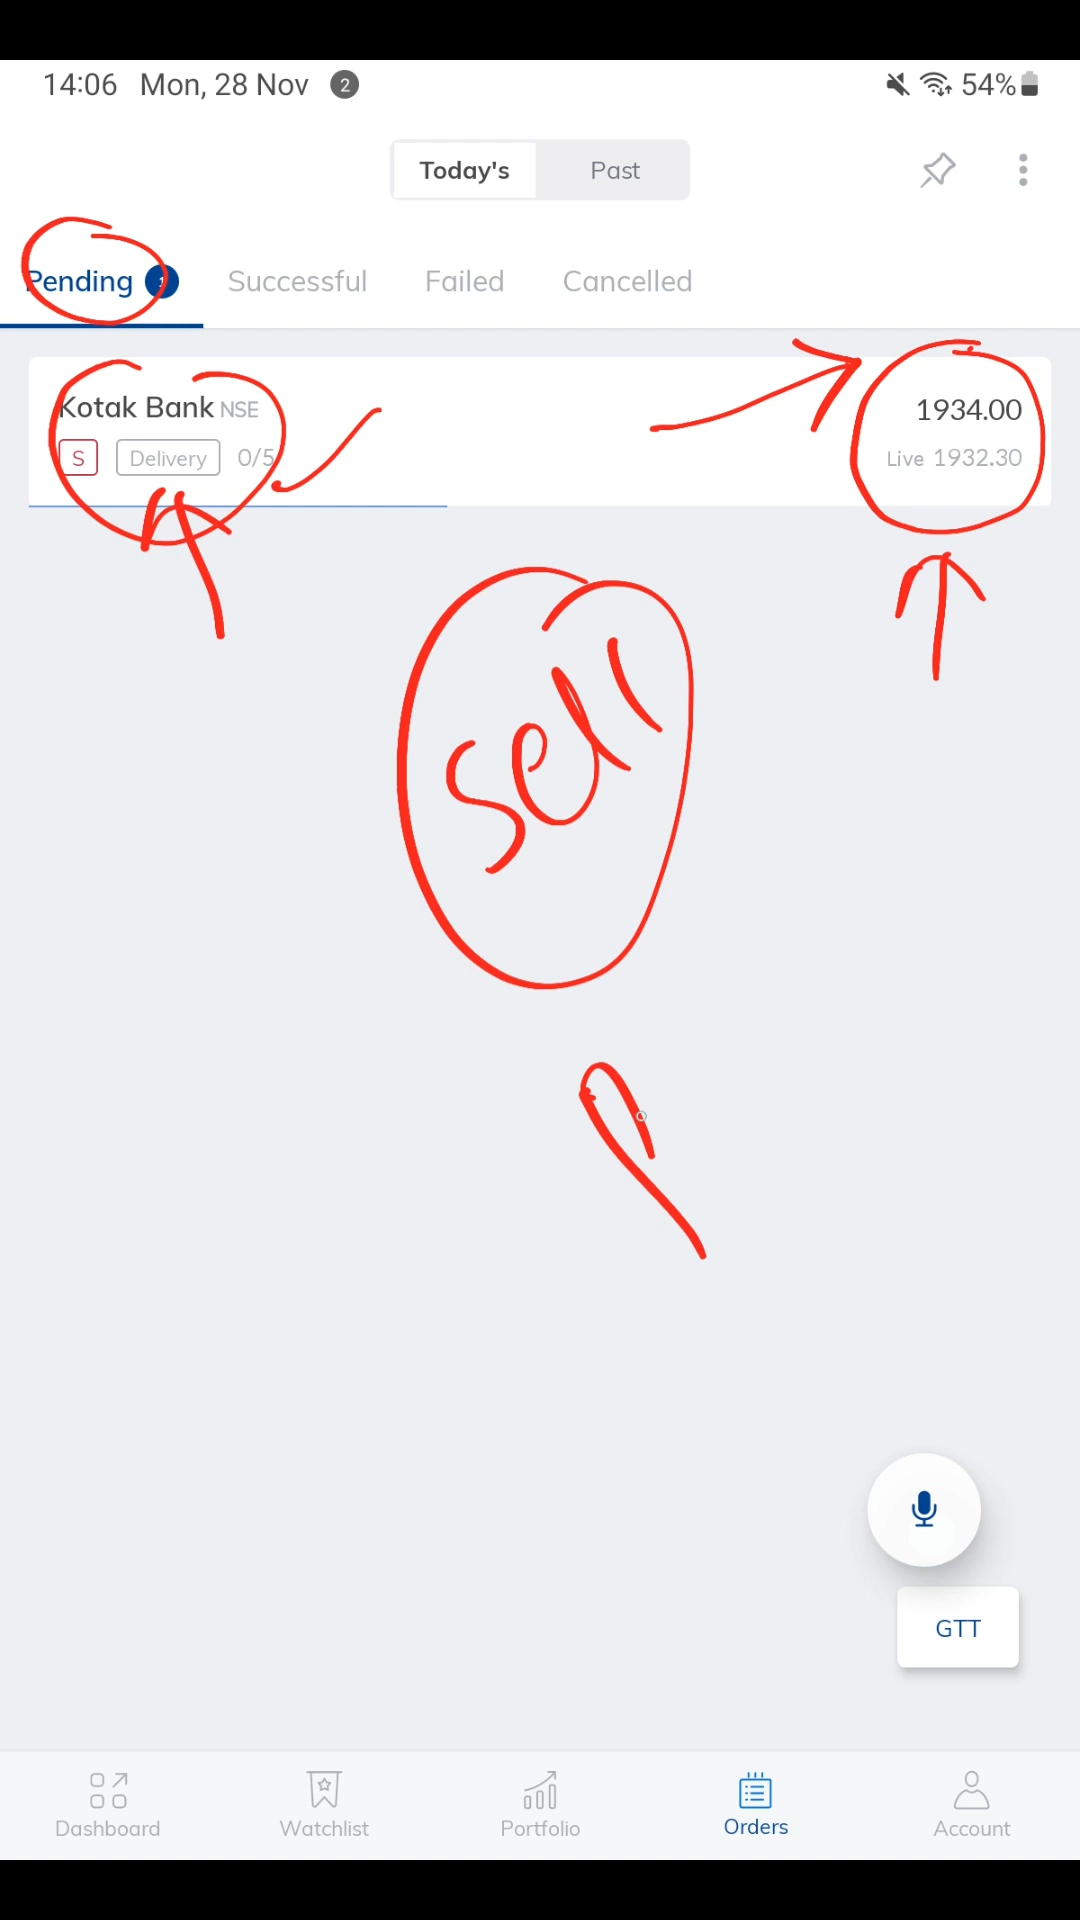 14:06 Mon, 28 Nov 2 54%
Today's Past
Pending 1 Successful Failed Cancelled
Kotak Bank NSE 1934.00
S Delivery 0/5 Live 1932.30
Sell
GTT
Dashboard Watchlist Portfolio Orders Account